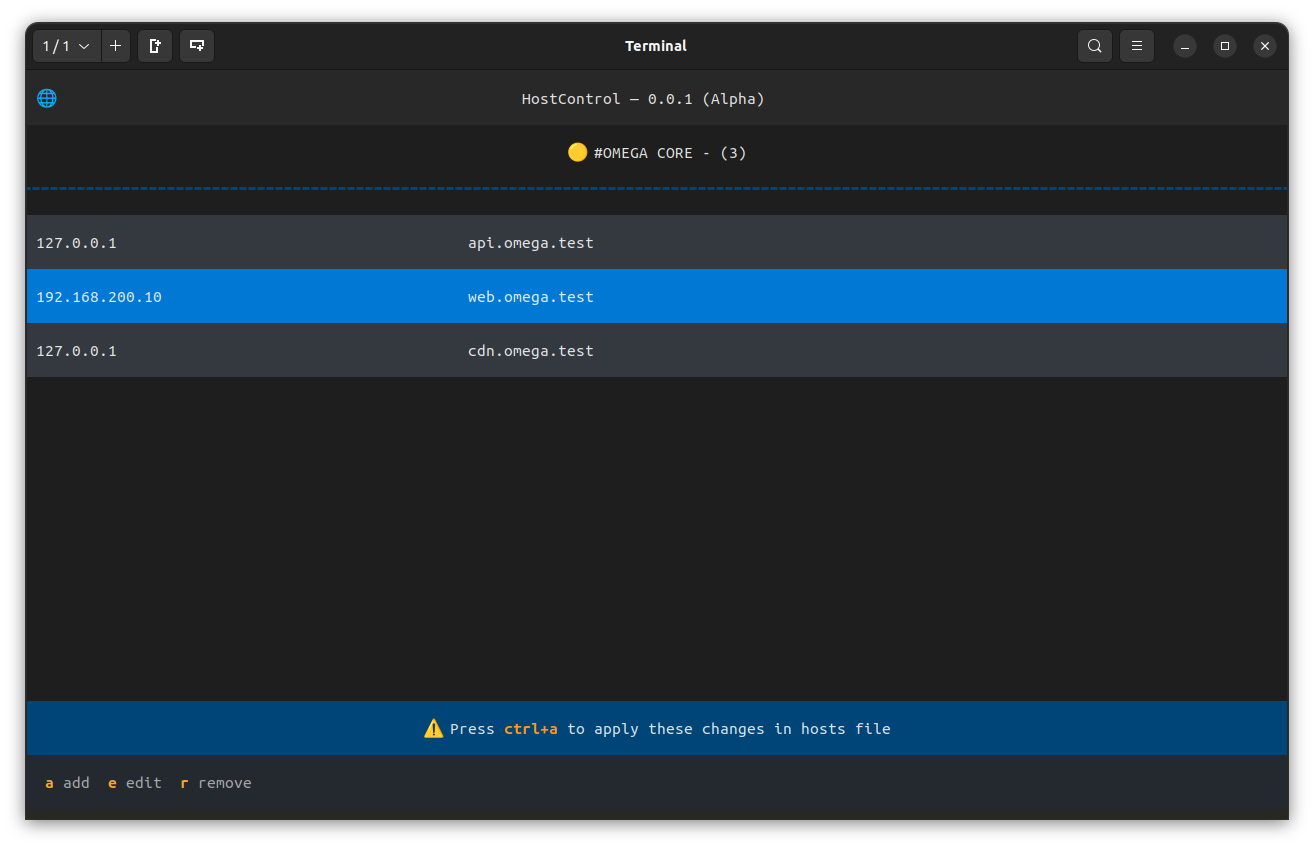 1 / 1
Terminal
HostControl — 0.0.1 (Alpha)
#OMEGA CORE - (3)
127.0.0.1 api.omega.test
192.168.200.10 web.omega.test
127.0.0.1 cdn.omega.test
Press ctrl+a to apply these changes in hosts file
a add e edit r remove